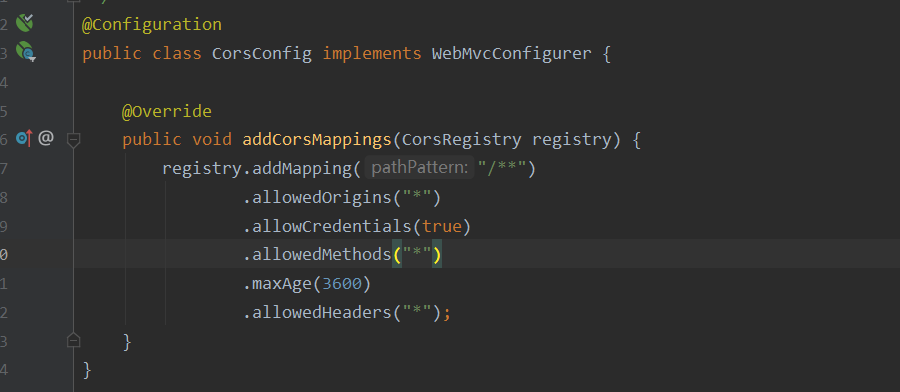 2 @Configuration
3 public class CorsConfig implements WebMvcConfigurer {
4
5 @Override
6 @ public void addCorsMappings(CorsRegistry registry) {
7 registry.addMapping( pathPattern: "/**")
8 .allowedOrigins("*")
9 .allowCredentials(true)
0 .allowedMethods("*")
1 .maxAge(3600)
2 .allowedHeaders("*");
3 }
4 }